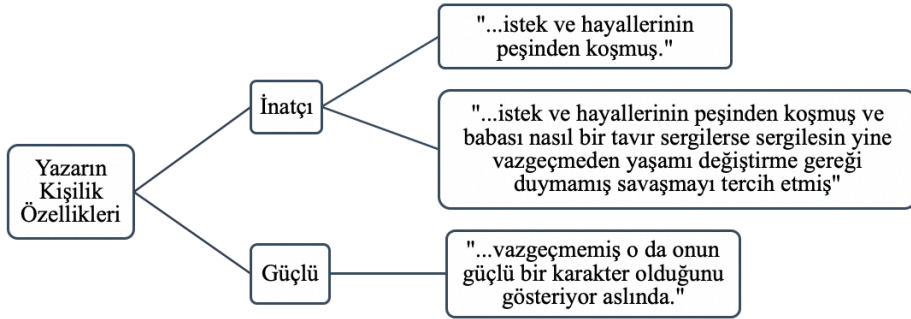 Yazarın
Kişilik
Özellikleri
İnatçı
"...istek ve hayallerinin
peşinden koşmuş."
"...istek ve hayallerinin peşinden koşmuş ve
babası nasıl bir tavır sergilerse sergilesin yine
vazgeçmeden yaşamı değiştirme gereği
duymamış savaşmayı tercih etmiş"
Güçlü
"...vazgeçmemiş o da onun
güçlü bir karakter olduğunu
gösteriyor aslında."